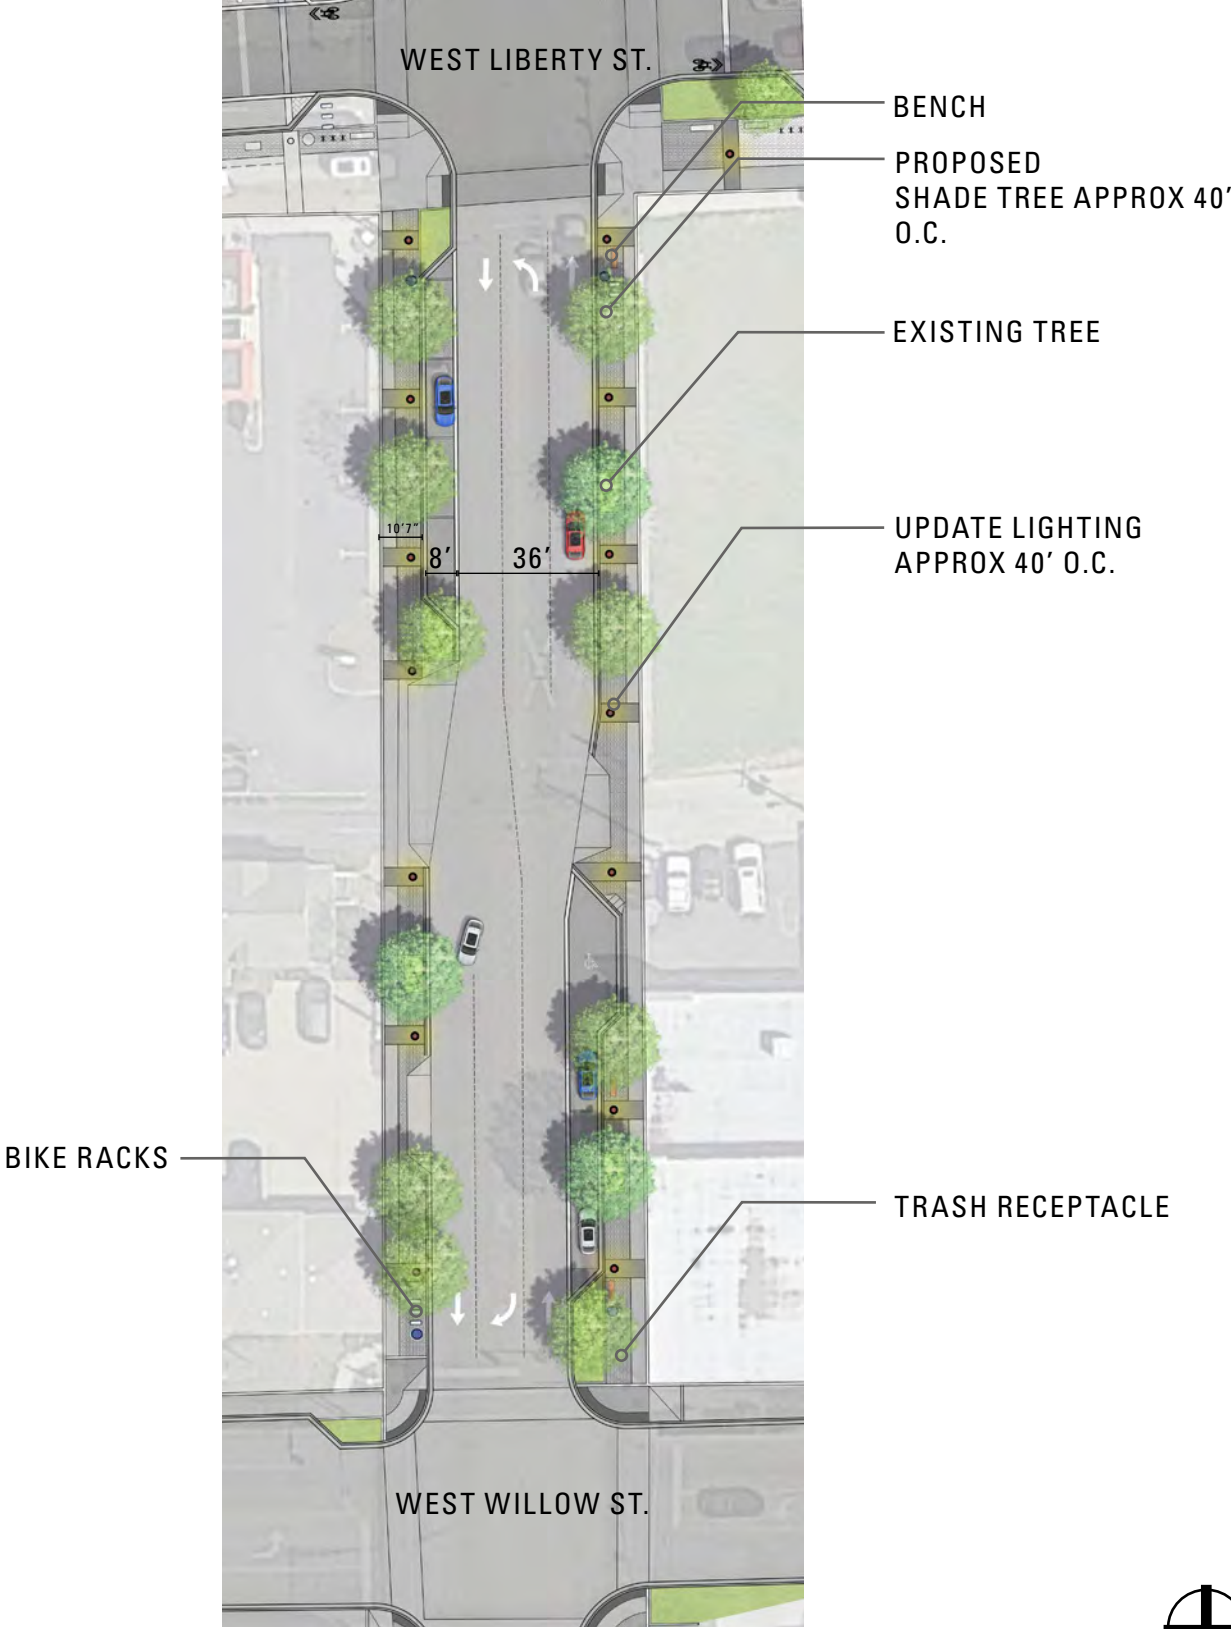 WEST LIBERTY ST.
BENCH
PROPOSED
SHADE TREE APPROX 40'
O.C.
EXISTING TREE
UPDATE LIGHTING
APPROX 40' O.C.
10'7"
8'
36'
BIKE RACKS
TRASH RECEPTACLE
WEST WILLOW ST.